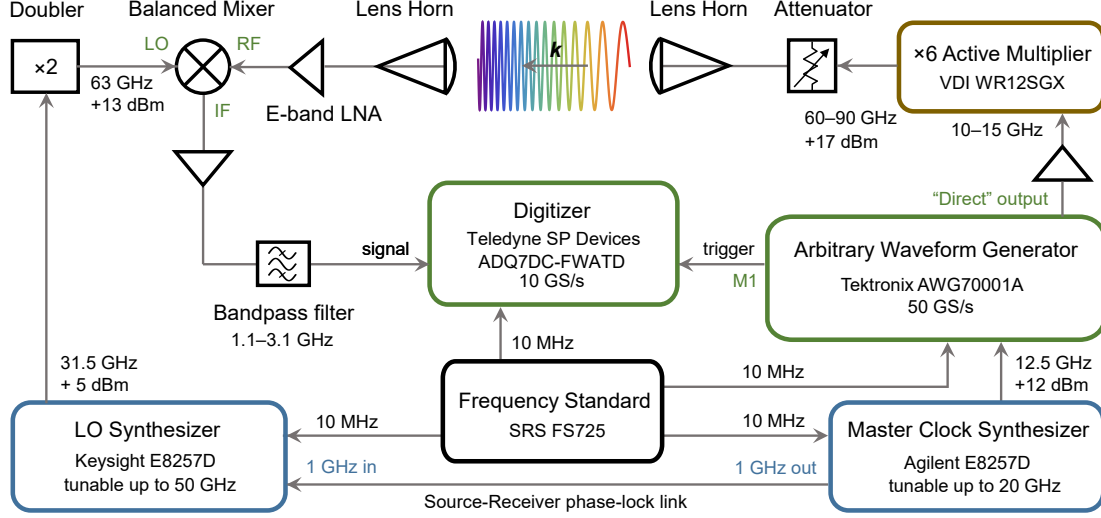 Doubler
Balanced Mixer
Lens Horn
Lens Horn
Attenuator
×2
LO
RF
IF
63 GHz
+13 dBm
E-band LNA
k
60–90 GHz
+17 dBm
×6 Active Multiplier
VDI WR12SGX
10–15 GHz
"Direct" output
Digitizer
Teledyne SP Devices
ADQ7DC-FWATD
10 GS/s
signal
trigger
M1
Arbitrary Waveform Generator
Tektronix AWG70001A
50 GS/s
Bandpass filter
1.1–3.1 GHz
31.5 GHz
+ 5 dBm
10 MHz
10 MHz
12.5 GHz
+12 dBm
Frequency Standard
SRS FS725
10 MHz
10 MHz
LO Synthesizer
Keysight E8257D
tunable up to 50 GHz
1 GHz in
1 GHz out
Master Clock Synthesizer
Agilent E8257D
tunable up to 20 GHz
Source-Receiver phase-lock link